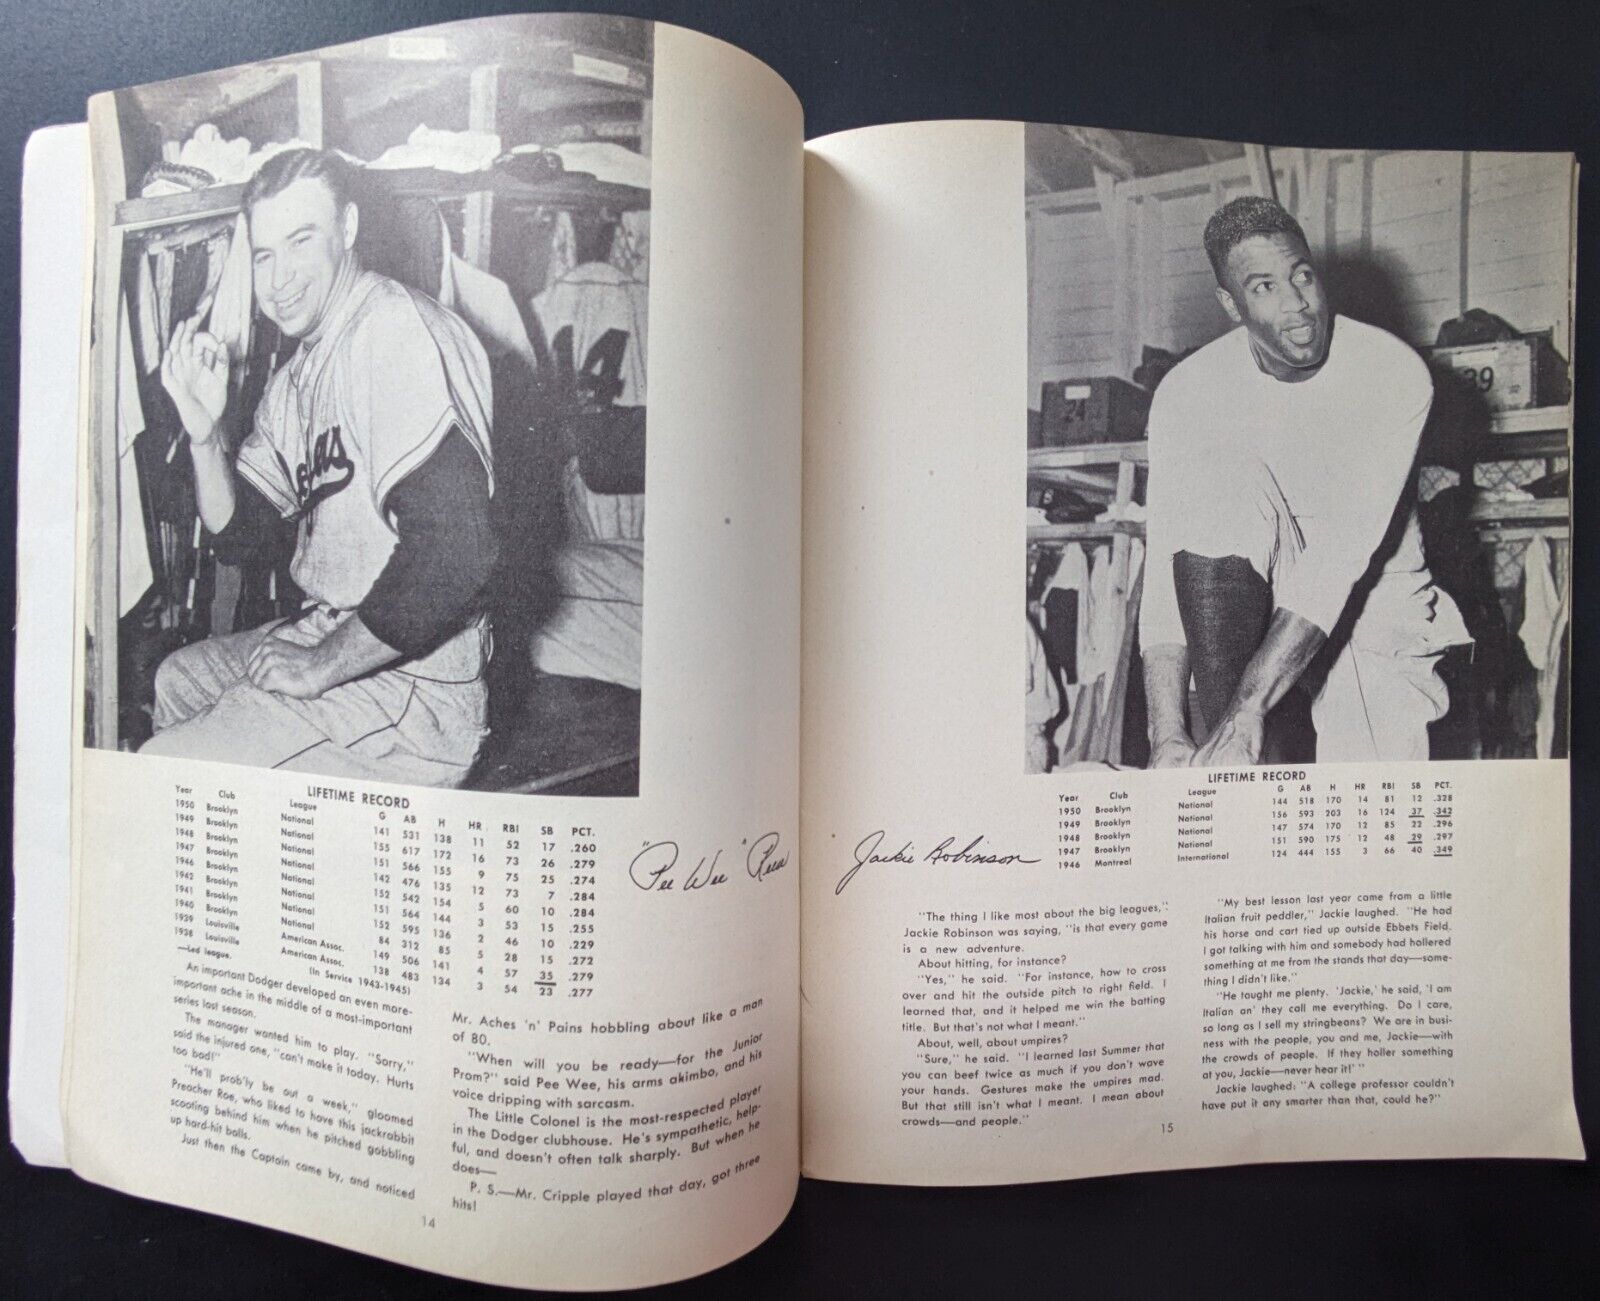 14
Dodgers
LIFETIME RECORD
Year Club League G AB H HR RBI SB PCT.
1950 Brooklyn National 141 531 138 11 52 17 .260
1949 Brooklyn National 155 617 172 16 73 26 .279
1948 Brooklyn National 151 566 155 9 75 25 .274
1947 Brooklyn National 142 476 135 12 73 7 .284
1946 Brooklyn National 152 542 154 5 60 10 .284
1942 Brooklyn National 151 564 144 3 53 15 .255
1941 Brooklyn National 152 595 136 2 46 10 .229
1940 Brooklyn National 84 312 85 5 28 15 .272
1939 Louisville American Assoc. 149 506 141 4 57 35 .279
1938 Louisville American Assoc. 138 483 134 3 54 23 .277
—Led league. (In Service 1943-1945)
"Pee Wee" Reese
An important Dodger developed an even more-
important ache in the middle of a most-important
series last season.
The manager wanted him to play. "Sorry,"
said the injured one, "can't make it today. Hurts
too bad!"
"He'll prob'ly be out a week," gloomed
Preacher Roe, who liked to have this jackrabbit
scooting behind him when he pitched gobbling
up hard-hit balls.
Just then the Captain came by, and noticed
Mr. Aches 'n' Pains hobbling about like a man
of 80.
"When will you be ready—for the Junior
Prom?" said Pee Wee, his arms akimbo, and his
voice dripping with sarcasm.
The Little Colonel is the most-respected player
in the Dodger clubhouse. He's sympathetic, help-
ful, and doesn't often talk sharply. But when he
does—
P. S.—Mr. Cripple played that day, got three
hits!
14
24
39
LIFETIME RECORD
Year Club League G AB H HR RBI SB PCT.
1950 Brooklyn National 144 518 170 14 81 12 .328
1949 Brooklyn National 156 593 203 16 124 37 .342
1948 Brooklyn National 147 574 170 12 85 22 .296
1947 Brooklyn National 151 590 175 12 48 29 .297
1946 Montreal International 124 444 155 3 66 40 .349
Jackie Robinson
"The thing I like most about the big leagues,"
Jackie Robinson was saying, "is that every game
is a new adventure.
About hitting, for instance?
"Yes," he said. "For instance, how to cross
over and hit the outside pitch to right field. I
learned that, and it helped me win the batting
title. But that's not what I meant."
About, well, about umpires?
"Sure," he said. "I learned last Summer that
you can beef twice as much if you don't wave
your hands. Gestures make the umpires mad.
But that still isn't what I meant. I mean about
crowds—and people."
"My best lesson last year came from a little
Italian fruit peddler," Jackie laughed. "He had
his horse and cart tied up outside Ebbets Field.
I got talking with him and somebody had hollered
something at me from the stands that day—some-
thing I didn't like."
"He taught me plenty. 'Jackie,' he said, 'I am
Italian an' they call me everything. Do I care,
so long as I sell my stringbeans? We are in busi-
ness with the people, you and me, Jackie—with
the crowds of people. If they holler something
at you, Jackie—never hear it!' "
Jackie laughed: "A college professor couldn't
have put it any smarter than that, could he?"
15